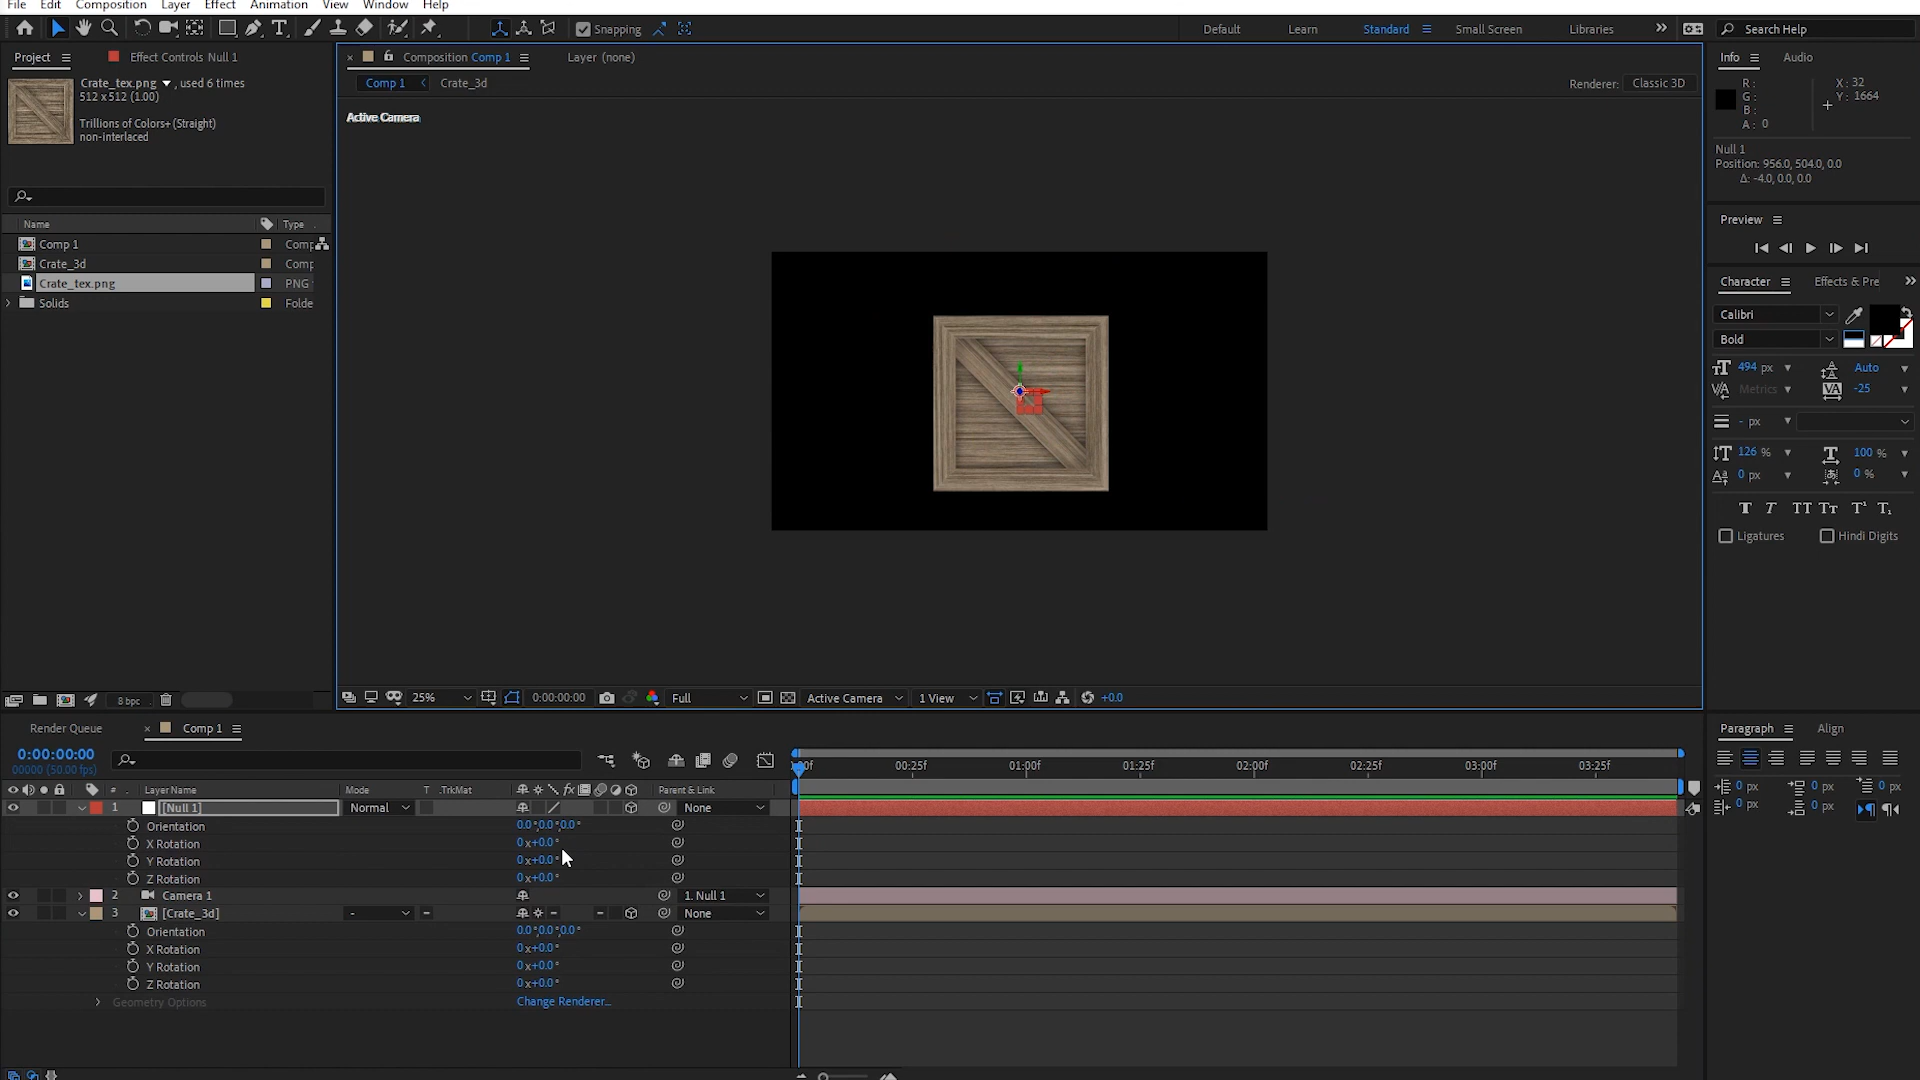 File Edit Composition Layer Effect Animation View Window Help
Snapping
Default Learn Standard Small Screen Libraries
Search Help
Project
Effect Controls Null 1
Crate_tex.png , used 6 times
512 x 512 (1.00)
Trillions of Colors+ (Straight)
non-interlaced
Name Type
Comp 1 Comp
Crate_3d Comp
Crate_tex.png PNG
Solids Folde
8 bpc
Composition Comp 1
Layer (none)
Comp 1 Crate_3d
Renderer: Classic 3D
Active Camera
25% 0:00:00:00 Full Active Camera 1 View +0.0
Info Audio
R: X: 32
G: Y: 1664
B:
A: 0
Null 1
Position: 956.0, 504.0, 0.0
Δ: -4.0, 0.0, 0.0
Preview
Character Effects & Pre
Calibri
Bold
494 px Auto
Metrics -25
- px
126 % 100 %
0 px 0 %
T T TT Tt T¹ T₁
Ligatures Hindi Digits
Render Queue Comp 1
0:00:00:00
00000 (50.00 fps)
# Layer Name Mode T .TrkMat Parent & Link
1 [Null 1] Normal None
Orientation 0.0°,0.0°,0.0°
X Rotation 0x+0.0°
Y Rotation 0x+0.0°
Z Rotation 0x+0.0°
2 Camera 1 1. Null 1
3 [Crate_3d] - None
Orientation 0.0°,0.0°,0.0°
X Rotation 0x+0.0°
Y Rotation 0x+0.0°
Z Rotation 0x+0.0°
Geometry Options Change Renderer...
00:25f 01:00f 01:25f 02:00f 02:25f 03:00f 03:25f
Paragraph Align
0 px 0 px 0 px
0 px 0 px